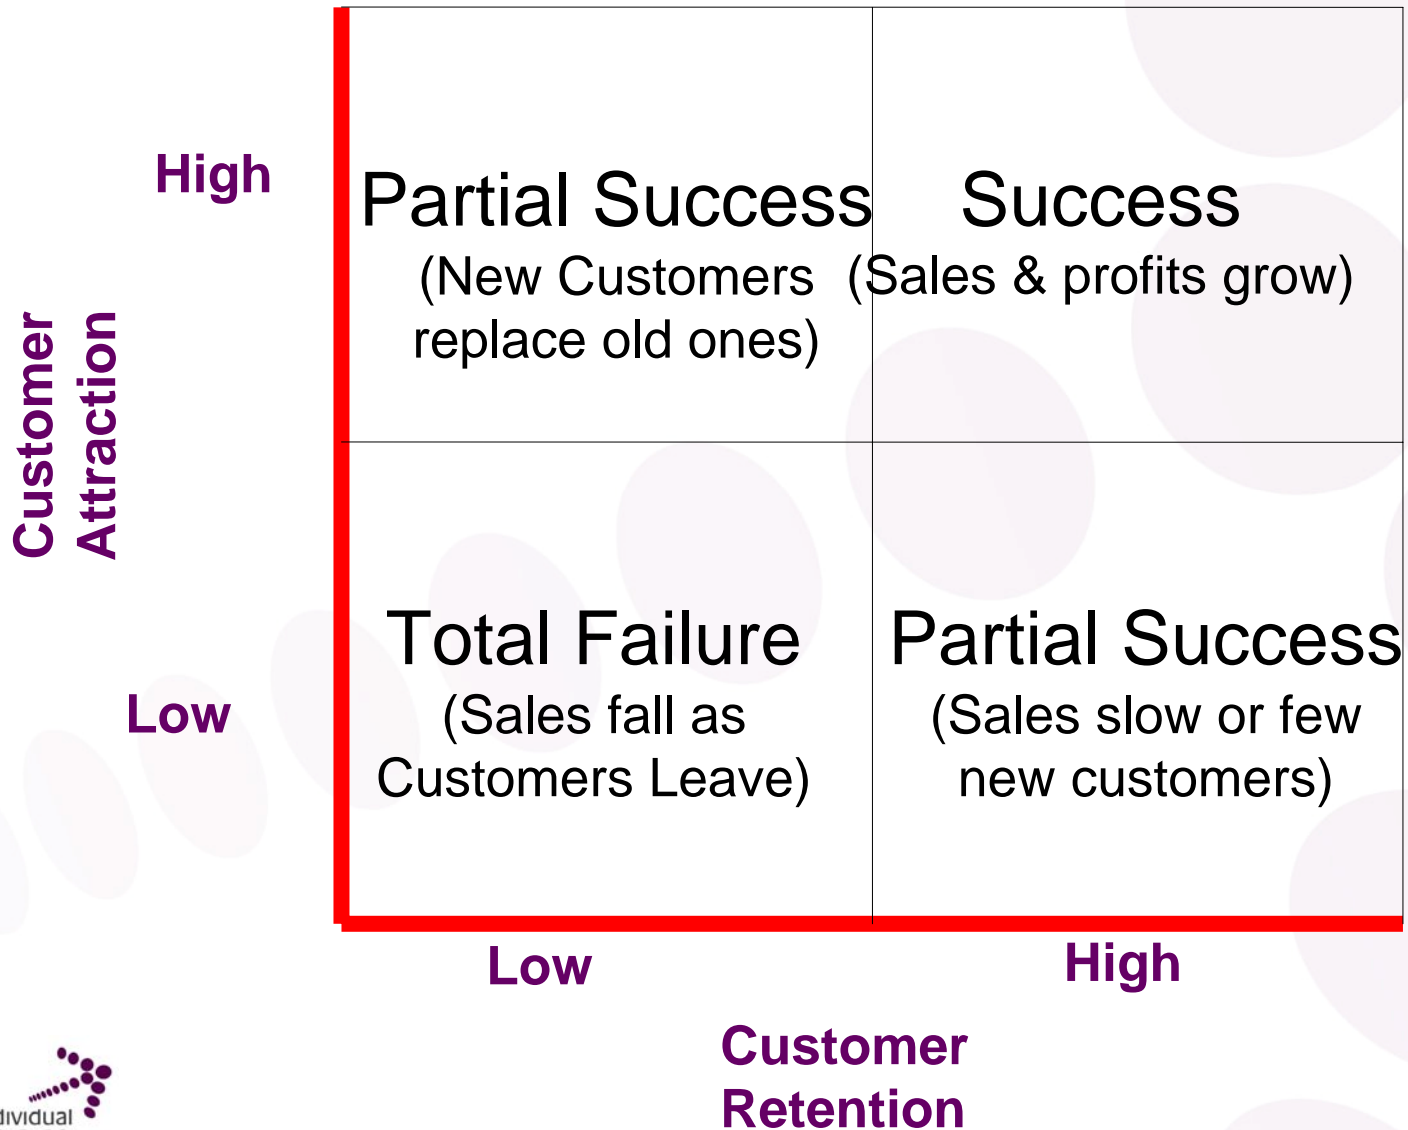 High
Partial Success
(New Customers
replace old ones)
Success
(Sales & profits grow)
Customer
Attraction
Low
Total Failure
(Sales fall as
Customers Leave)
Partial Success
(Sales slow or few
new customers)
Low
High
Customer
Retention